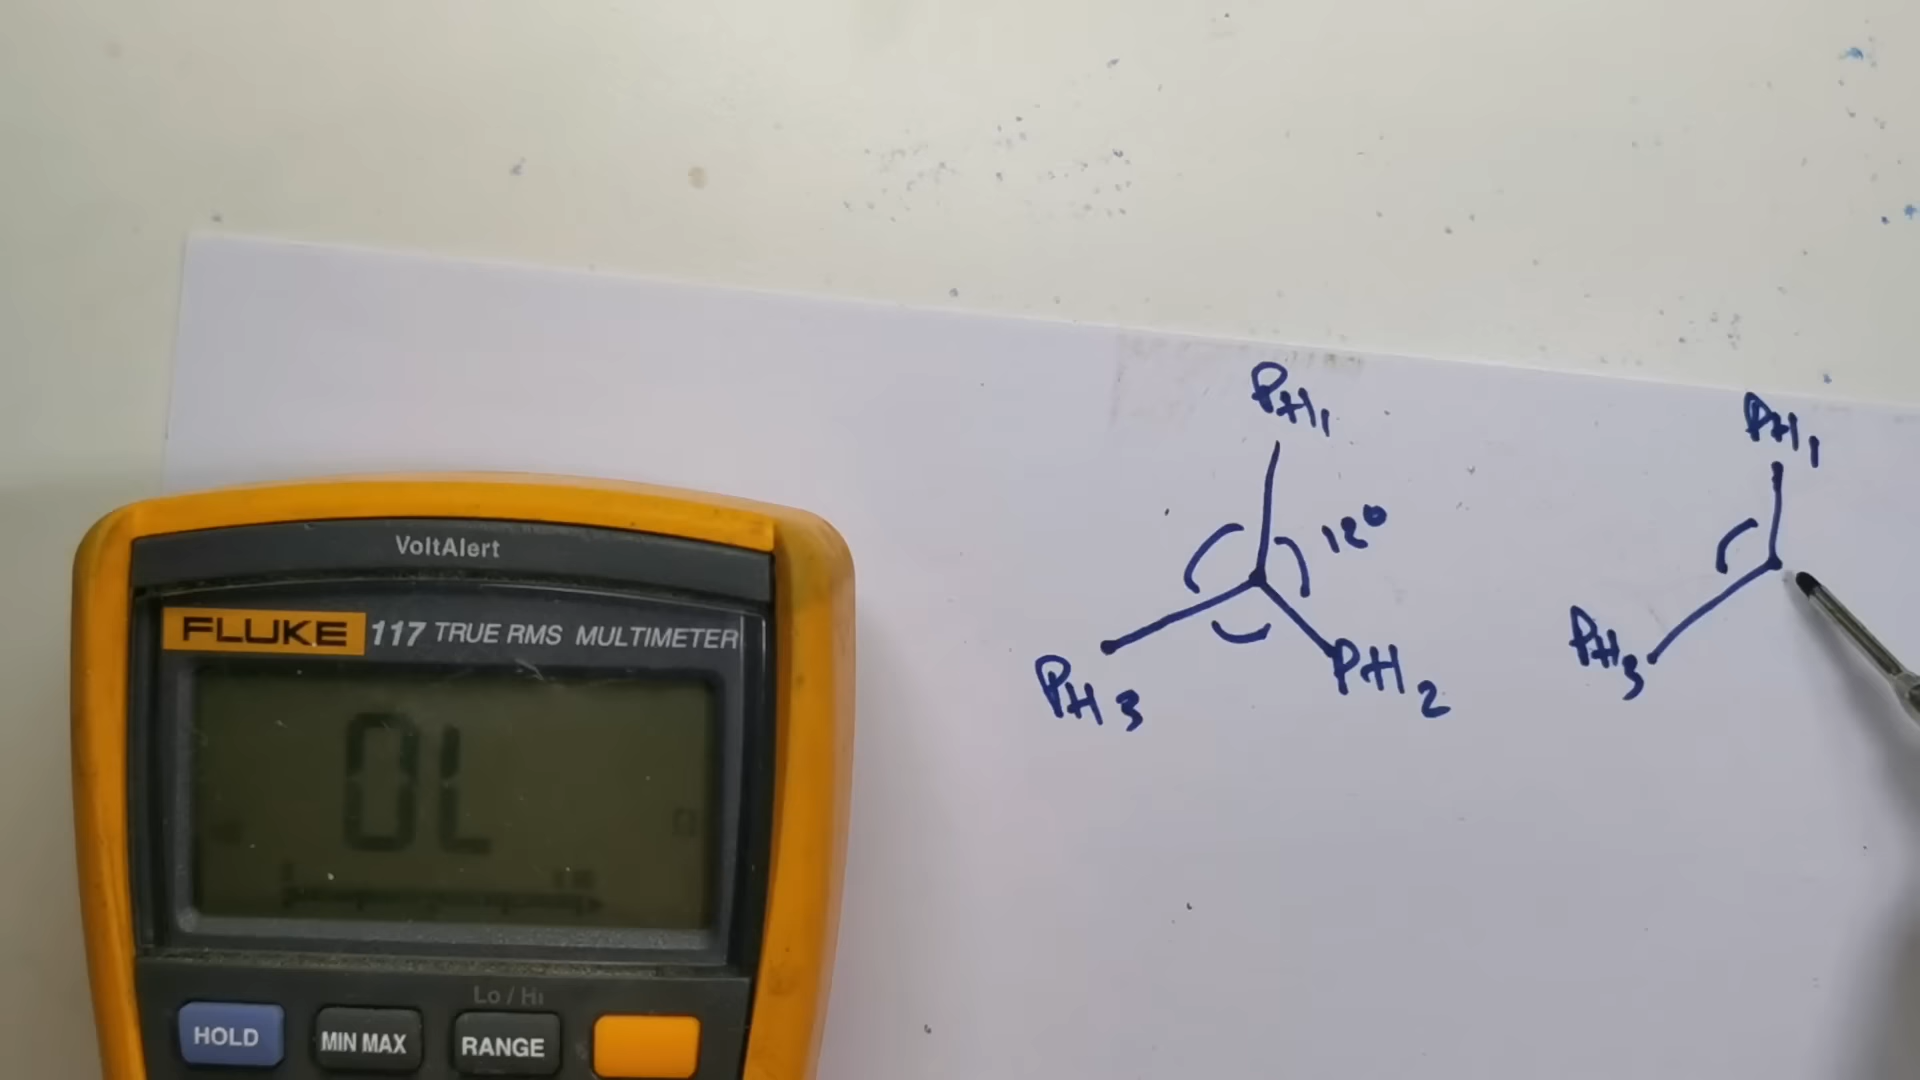 VoltAlert
FLUKE 117 TRUE RMS MULTIMETER
OL
Lo / Hi
HOLD MIN MAX RANGE
PH1
120
PH3
PH2
PH1
PH3